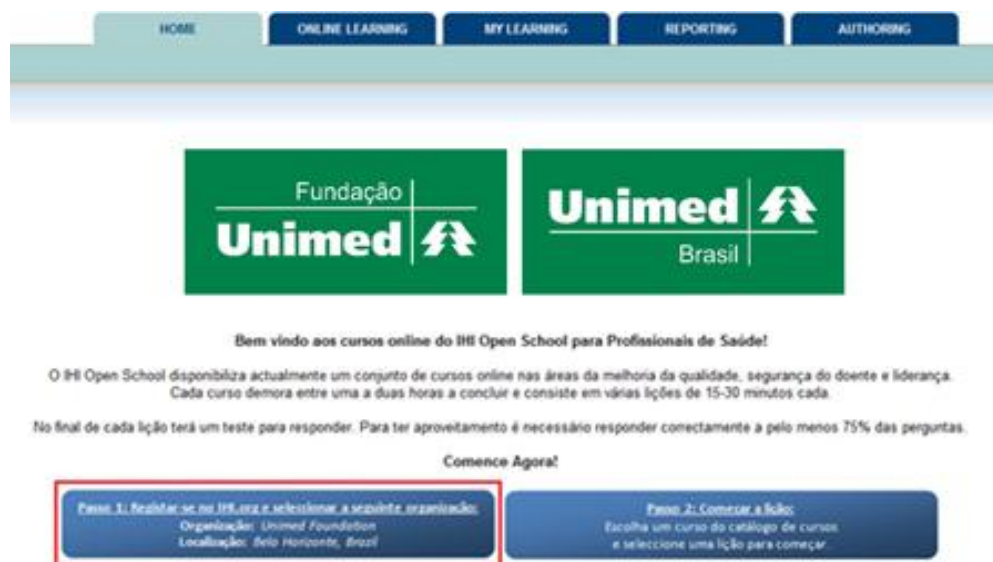 HOME ONLINE LEARNING MY LEARNING REPORTING AUTHORING
Fundação
Unimed
Unimed
Brasil
Bem vindo aos cursos online do IHI Open School para Profissionais de Saúde!
O IHI Open School disponibiliza actualmente um conjunto de cursos online nas áreas da melhoria da qualidade, segurança do doente e liderança.
Cada curso demora entre uma a duas horas a concluir e consiste em várias lições de 15-30 minutos cada.
No final de cada lição terá um teste para responder. Para ter aproveitamento é necessário responder correctamente a pelo menos 75% das perguntas.
Comence Agora!
Passo 1: Registar-se no IHI.org e seleccionar a seguinte organização:
Organização: Unimed Foundation
Localização: Belo Horizonte, Brazil
Passo 2: Começar a lição:
Escolha um curso do catálogo de cursos
e seleccione uma lição para começar.